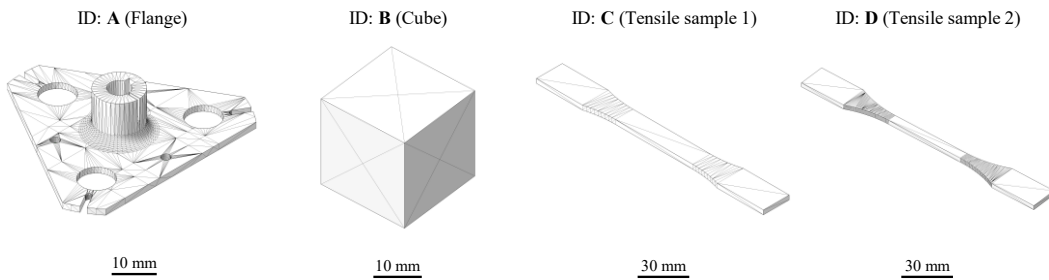 ID: A (Flange)
ID: B (Cube)
ID: C (Tensile sample 1)
ID: D (Tensile sample 2)
10 mm
10 mm
30 mm
30 mm